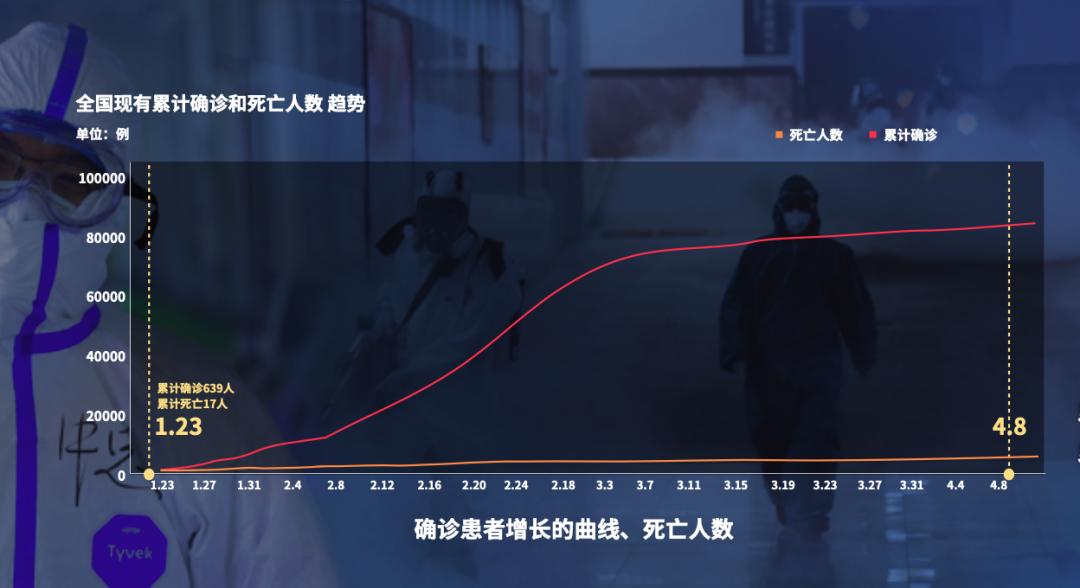 全国现有累计确诊和死亡人数 趋势
单位：例
死亡人数 累计确诊
100000
80000
60000
40000
20000
0
累计确诊639人
累计死亡17人
1.23
4.8
1.23 1.27 1.31 2.4 2.8 2.12 2.16 2.20 2.24 2.18 3.3 3.7 3.11 3.15 3.19 3.23 3.27 3.31 4.4 4.8
确诊患者增长的曲线、死亡人数
Tyvek